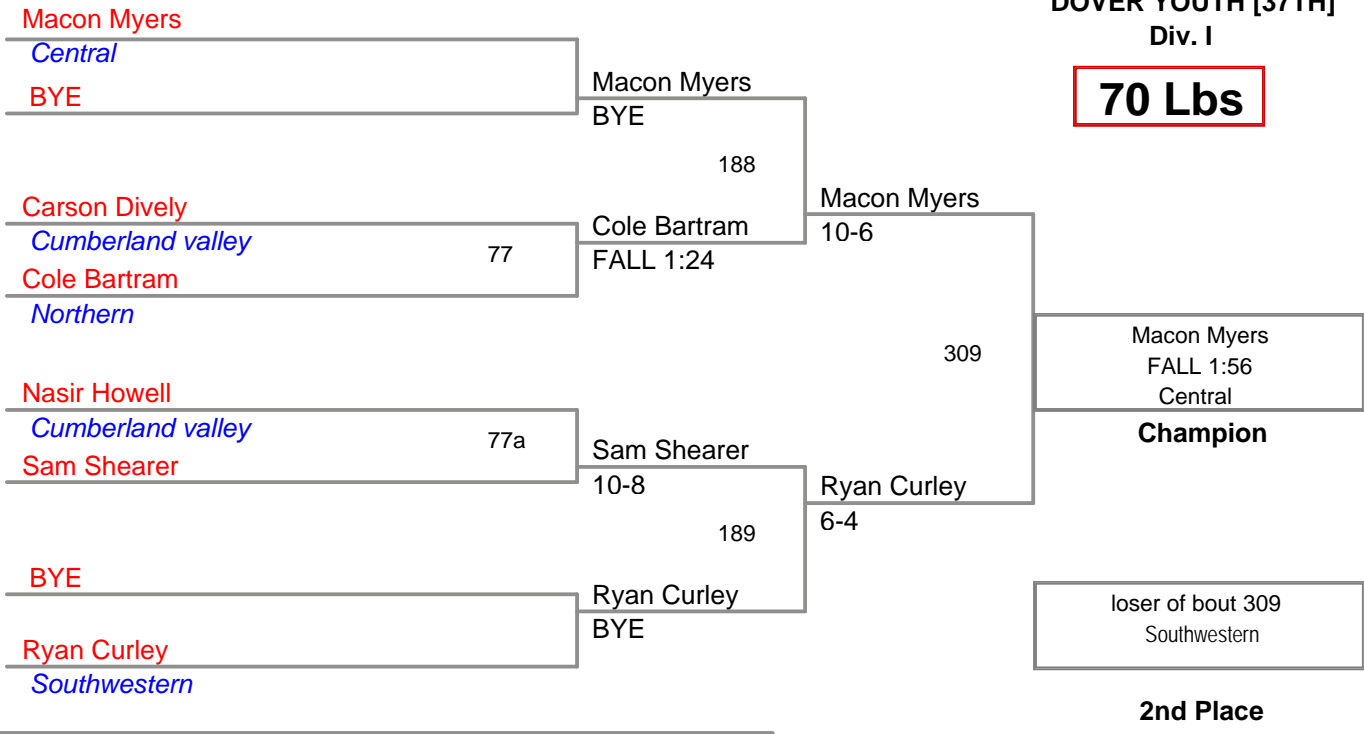 DOVER YOUTH [37TH]
Div. I
70 Lbs
Macon Myers
Central
BYE
Macon Myers
BYE
188
Carson Dively
Cumberland valley
77
Cole Bartram
Northern
Cole Bartram
FALL 1:24
Macon Myers
10-6
309
Nasir Howell
Cumberland valley
77a
Sam Shearer
Sam Shearer
10-8
189
Ryan Curley
6-4
BYE
Ryan Curley
Southwestern
Ryan Curley
BYE
Macon Myers
FALL 1:56
Central
Champion
loser of bout 309
Southwestern
2nd Place